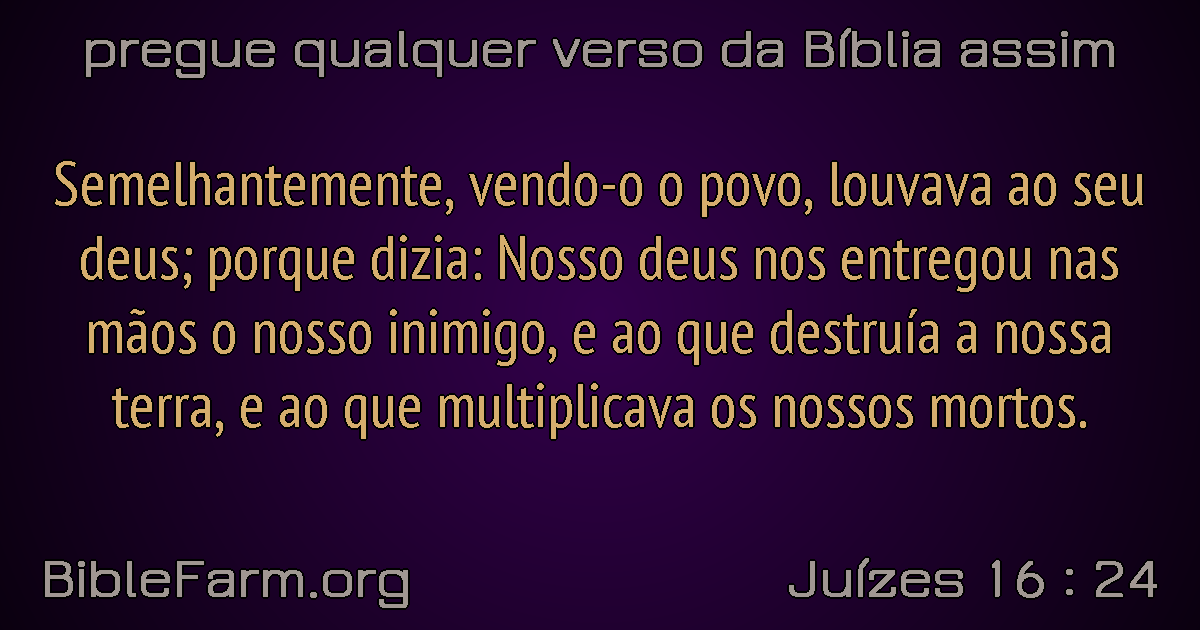 pregue qualquer verso da Bíblia assim
Semelhantemente, vendo-o o povo, louvava ao seu
deus; porque dizia: Nosso deus nos entregou nas
mãos o nosso inimigo, e ao que destruía a nossa
terra, e ao que multiplicava os nossos mortos.
BibleFarm.org
Juízes 16 : 24